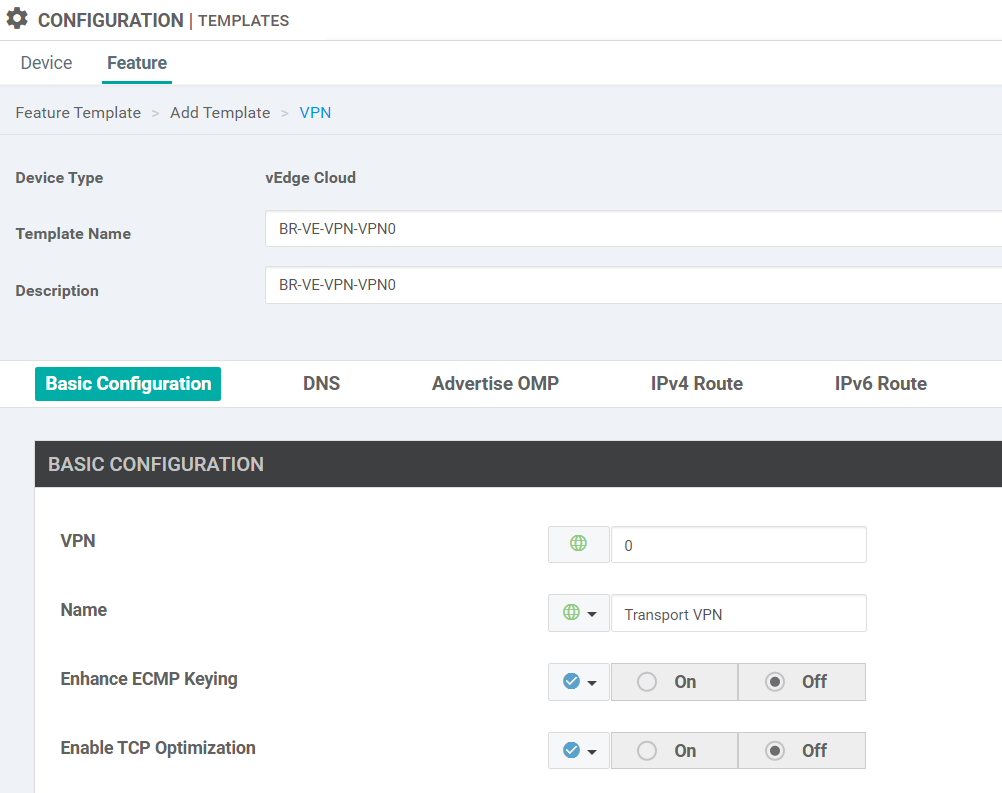 CONFIGURATION | TEMPLATES
Device Feature
Feature Template > Add Template > VPN
Device Type vEdge Cloud
Template Name BR-VE-VPN-VPN0
Description BR-VE-VPN-VPN0
Basic Configuration DNS Advertise OMP IPv4 Route IPv6 Route
BASIC CONFIGURATION
VPN 0
Name Transport VPN
Enhance ECMP Keying On Off
Enable TCP Optimization On Off